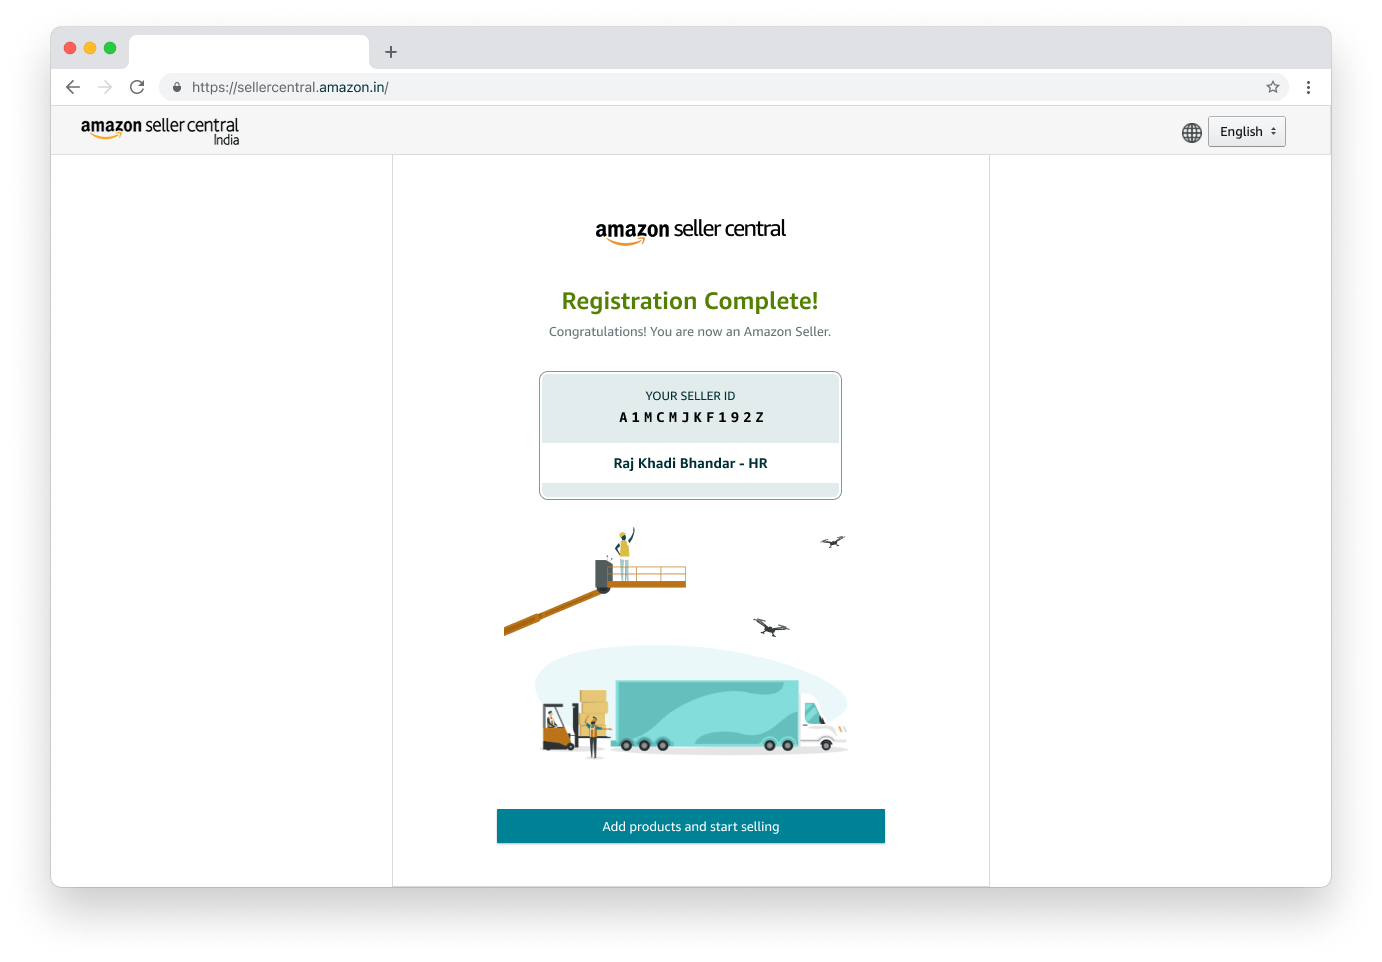 https://sellercentral.amazon.in/
amazon seller central
India
English
amazon seller central
Registration Complete!
Congratulations! You are now an Amazon Seller.
YOUR SELLER ID
A1MCMJKF192Z
Raj Khadi Bhandar - HR
Add products and start selling